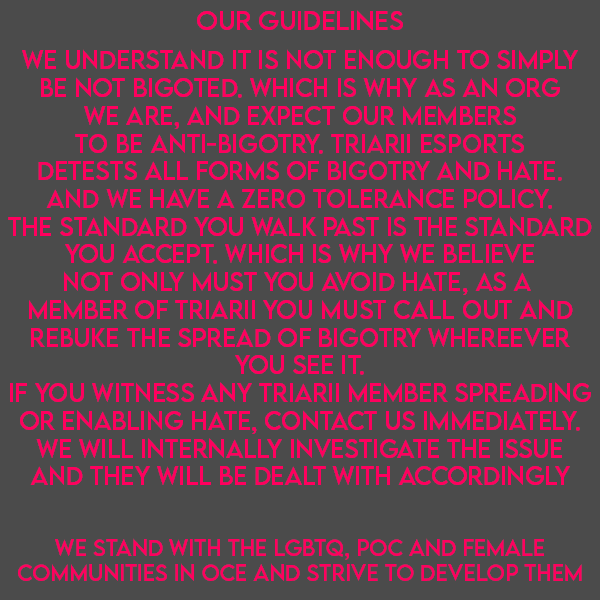 OUR GUIDELINES
WE UNDERSTAND IT IS NOT ENOUGH TO SIMPLY
BE NOT BIGOTED. WHICH IS WHY AS AN ORG
WE ARE, AND EXPECT OUR MEMBERS
TO BE ANTI-BIGOTRY. TRIARII ESPORTS
DETESTS ALL FORMS OF BIGOTRY AND HATE.
AND WE HAVE A ZERO TOLERANCE POLICY.
THE STANDARD YOU WALK PAST IS THE STANDARD
YOU ACCEPT. WHICH IS WHY WE BELIEVE
NOT ONLY MUST YOU AVOID HATE, AS A
MEMBER OF TRIARII YOU MUST CALL OUT AND
REBUKE THE SPREAD OF BIGOTRY WHEREEVER
YOU SEE IT.
IF YOU WITNESS ANY TRIARII MEMBER SPREADING
OR ENABLING HATE, CONTACT US IMMEDIATELY.
WE WILL INTERNALLY INVESTIGATE THE ISSUE
AND THEY WILL BE DEALT WITH ACCORDINGLY
WE STAND WITH THE LGBTQ, POC AND FEMALE
COMMUNITIES IN OCE AND STRIVE TO DEVELOP THEM